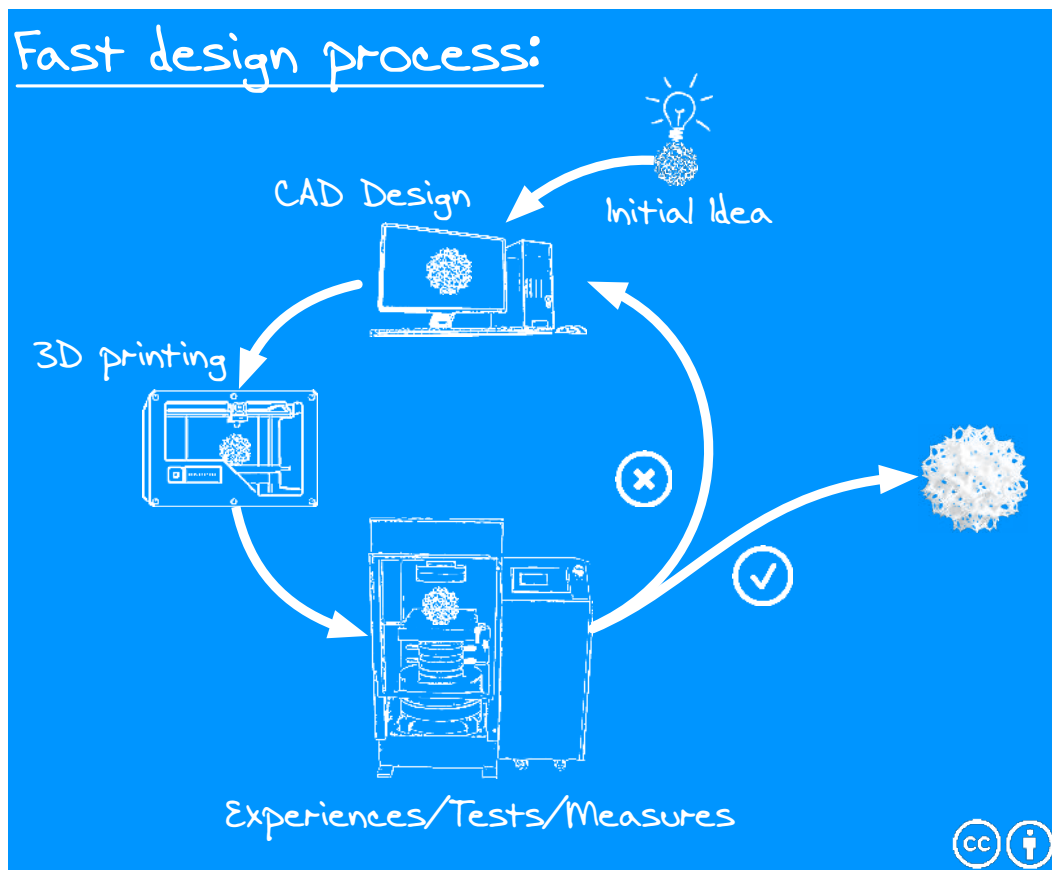 Fast design process:
CAD Design
Initial Idea
3D printing
Experiences/Tests/Measures
cc